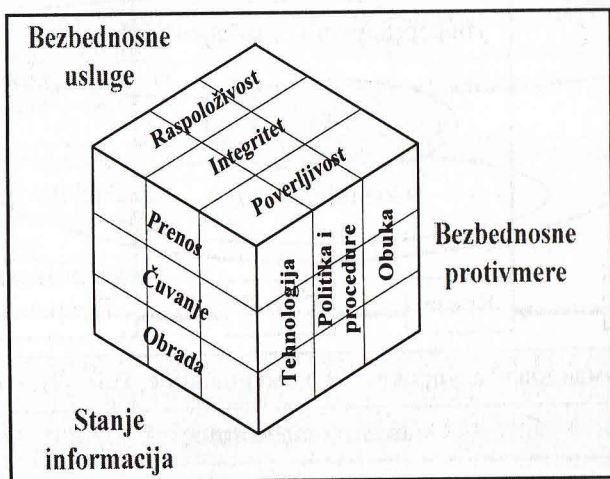 Bezbednosne
usluge
Raspoloživost
Integritet
Poverljivost
Prenos
Čuvanje
Obrada
Tehnologija
Politika i
procedure
Obuka
Bezbednosne
protivmere
Stanje
informacija